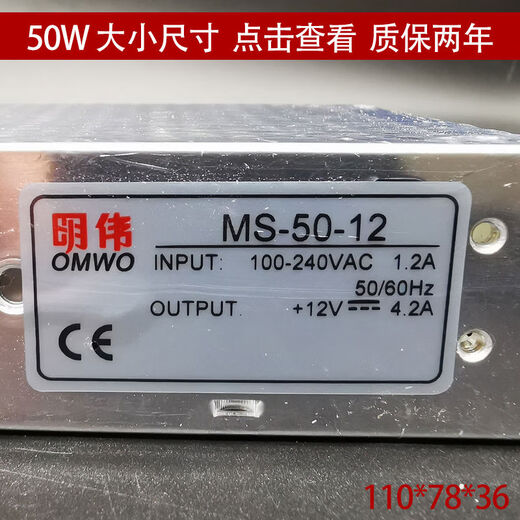 50W 大小尺寸 点击查看 质保两年
明伟
OMWO
MS-50-12
INPUT: 100-240VAC 1.2A
50/60Hz
OUTPUT. +12V ⎓ 4.2A
CE
110*78*36